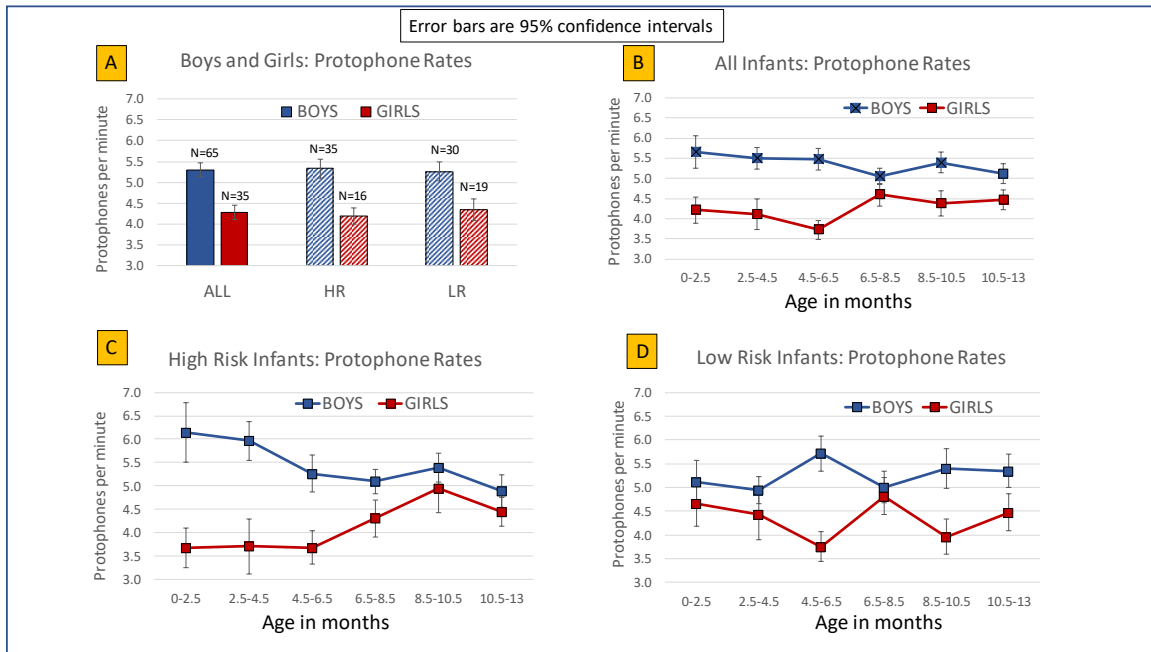 Error bars are 95% confidence intervals
A
Boys and Girls: Protophone Rates
Protophones per minute
7.0
6.5
6.0
5.5
5.0
4.5
4.0
3.5
3.0
BOYS GIRLS
N=65
N=35
N=35
N=16
N=30
N=19
ALL HR LR
B
All Infants: Protophone Rates
Protophones per minute
7.0
6.5
6.0
5.5
5.0
4.5
4.0
3.5
3.0
BOYS GIRLS
0-2.5 2.5-4.5 4.5-6.5 6.5-8.5 8.5-10.5 10.5-13
Age in months
C
High Risk Infants: Protophone Rates
Protophones per minute
7.0
6.5
6.0
5.5
5.0
4.5
4.0
3.5
3.0
BOYS GIRLS
0-2.5 2.5-4.5 4.5-6.5 6.5-8.5 8.5-10.5 10.5-13
Age in months
D
Low Risk Infants: Protophone Rates
Protophones per minute
7.0
6.5
6.0
5.5
5.0
4.5
4.0
3.5
3.0
BOYS GIRLS
0-2.5 2.5-4.5 4.5-6.5 6.5-8.5 8.5-10.5 10.5-13
Age in months